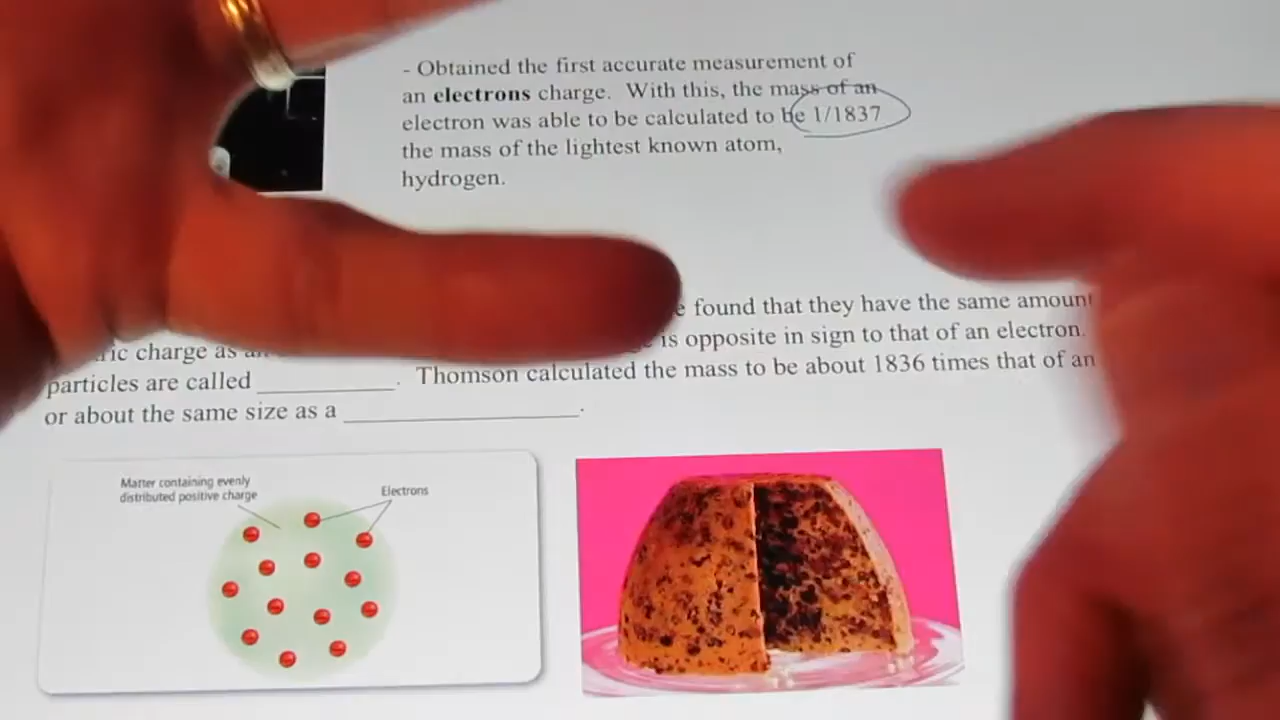 - Obtained the first accurate measurement of
an electrons charge. With this, the mass of an
electron was able to be calculated to be 1/1837
the mass of the lightest known atom,
hydrogen.
found that they have the same amount
is opposite in sign to that of an electron.
charge as
particles are called __________. Thomson calculated the mass to be about 1836 times that of an
or about the same size as a _________________.
Matter containing evenly
distributed positive charge
Electrons